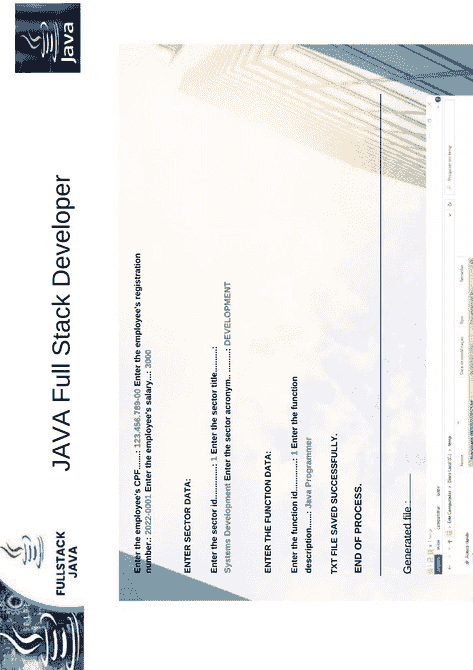 Java
JAVA Full Stack Developer
FULLSTACK
JAVA
Enter the employee's CPF......: 123.456.789-00 Enter the employee's registration
number.: 2022-0001 Enter the employee's salary...: 3000
ENTER SECTOR DATA:
Enter the sector id.............: 1 Enter the sector title..........:
Systems Development Enter the sector acronym.. .......: DEVELOPMENT
ENTER THE FUNCTION DATA:
Enter the function id............: 1 Enter the function
description......: Java Programmer
TXT FILE SAVED SUCCESSFULLY.
END OF PROCESS.
Generated file :